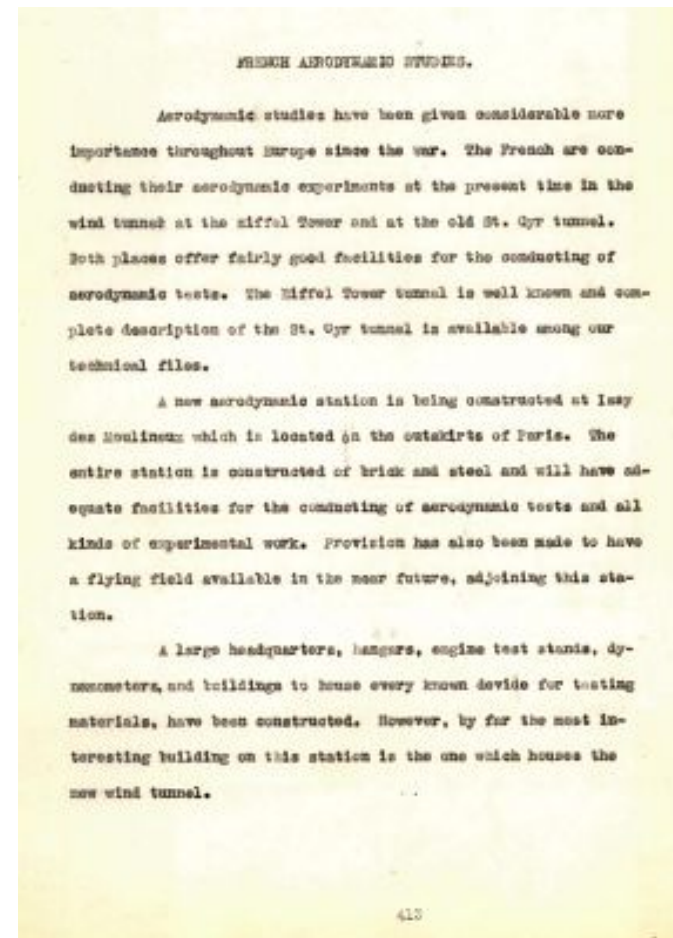 FRENCH AERODYNAMIC STUDIES.
Aerodynamic studies have been given considerable more
importance throughout Europe since the war. The French are con-
ducting their aerodynamic experiments at the present time in the
wind tunnel at the Eiffel Tower and at the old St. Cyr tunnel.
Both places offer fairly good facilities for the conducting of
aerodynamic tests. The Eiffel Tower tunnel is well known and com-
plete description of the St. Cyr tunnel is available among our
technical files.
A new aerodynamic station is being constructed at Issy
des Moulineux which is located on the outskirts of Paris. The
entire station is constructed of brick and steel and will have ad-
equate facilities for the conducting of aerodynamic tests and all
kinds of experimental work. Provision has also been made to have
a flying field available in the near future, adjoining this sta-
tion.
A large headquarters, hangars, engine test stands, dy-
namometers, and buildings to house every known devide for testing
materials, have been constructed. However, by far the most in-
teresting building on this station is the one which houses the
new wind tunnel.
413